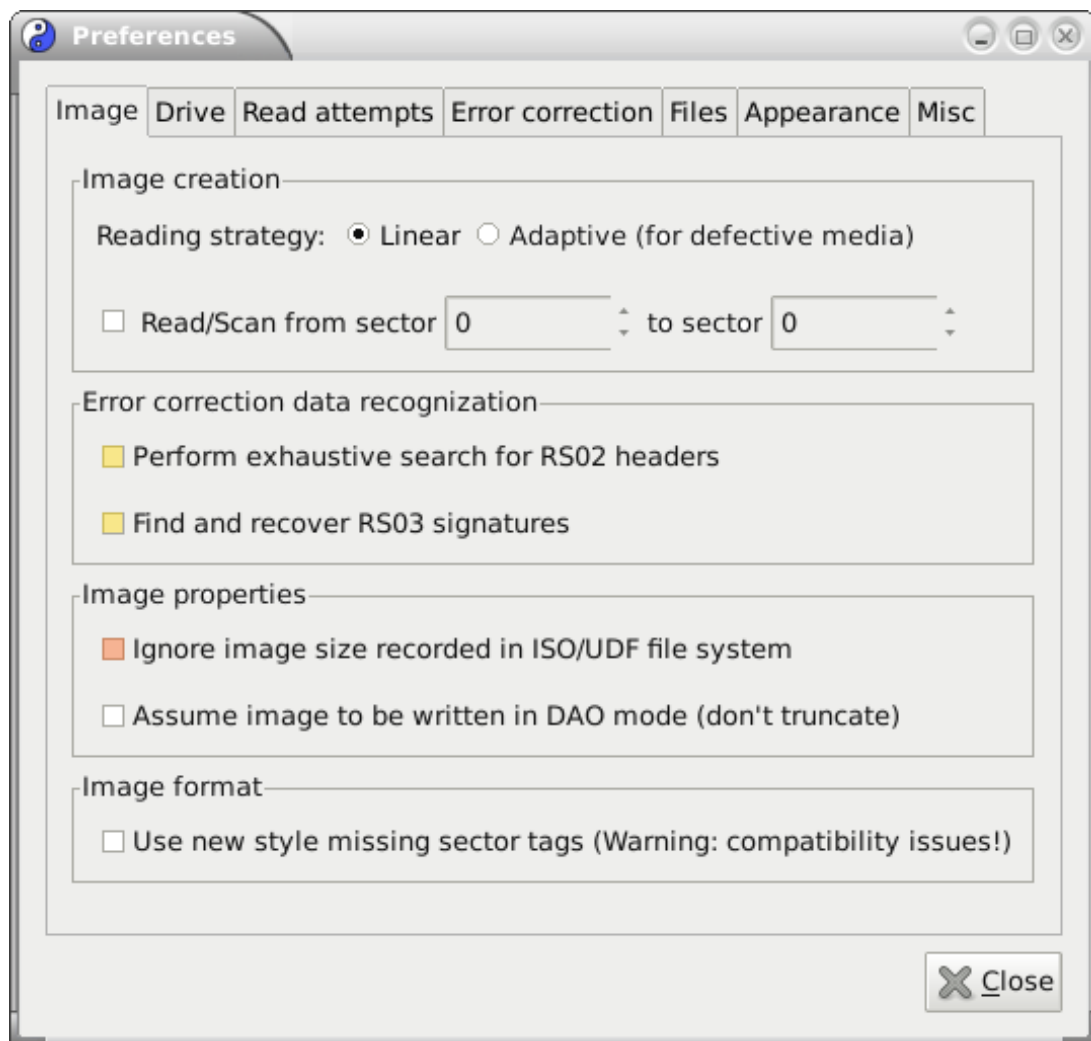 Preferences
Image Drive Read attempts Error correction Files Appearance Misc
Image creation
Reading strategy: Linear Adaptive (for defective media)
Read/Scan from sector 0 to sector 0
Error correction data recognization
Perform exhaustive search for RS02 headers
Find and recover RS03 signatures
Image properties
Ignore image size recorded in ISO/UDF file system
Assume image to be written in DAO mode (don't truncate)
Image format
Use new style missing sector tags (Warning: compatibility issues!)
Close